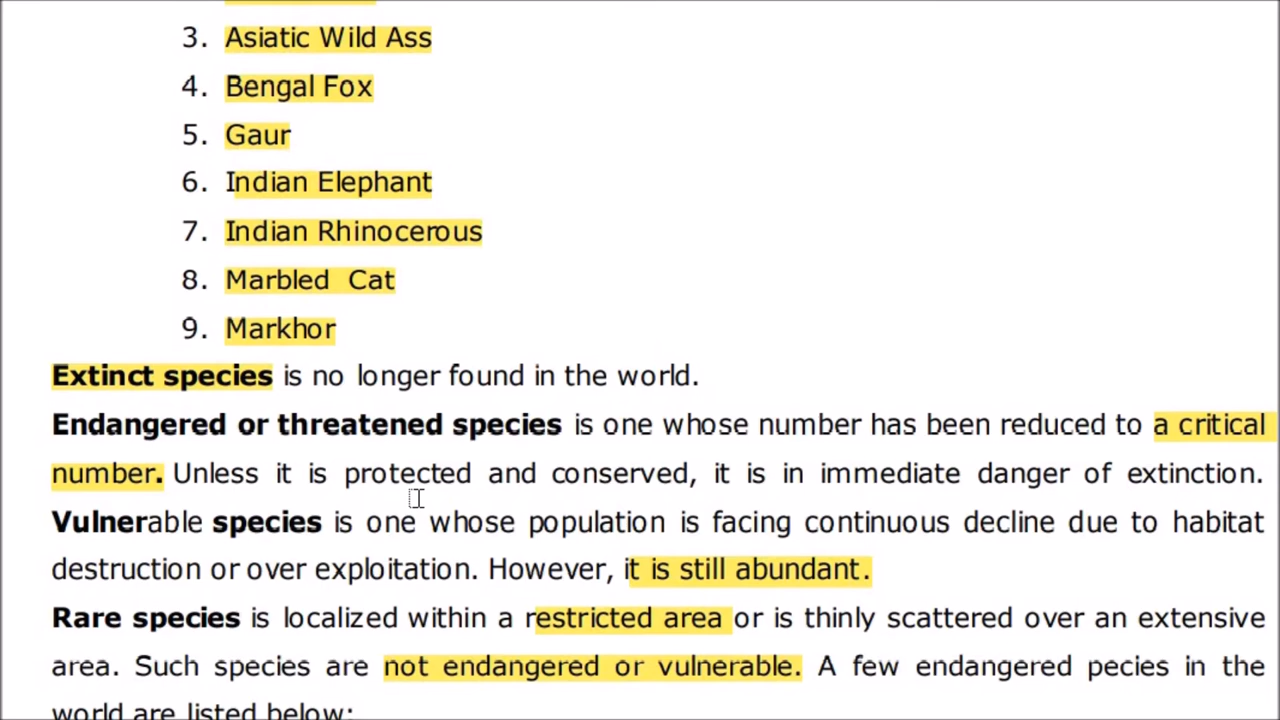 3. Asiatic Wild Ass
4. Bengal Fox
5. Gaur
6. Indian Elephant
7. Indian Rhinocerous
8. Marbled Cat
9. Markhor
Extinct species is no longer found in the world.
Endangered or threatened species is one whose number has been reduced to a critical
number. Unless it is protected and conserved, it is in immediate danger of extinction.
Vulnerable species is one whose population is facing continuous decline due to habitat
destruction or over exploitation. However, it is still abundant.
Rare species is localized within a restricted area or is thinly scattered over an extensive
area. Such species are not endangered or vulnerable. A few endangered pecies in the
world are listed below: